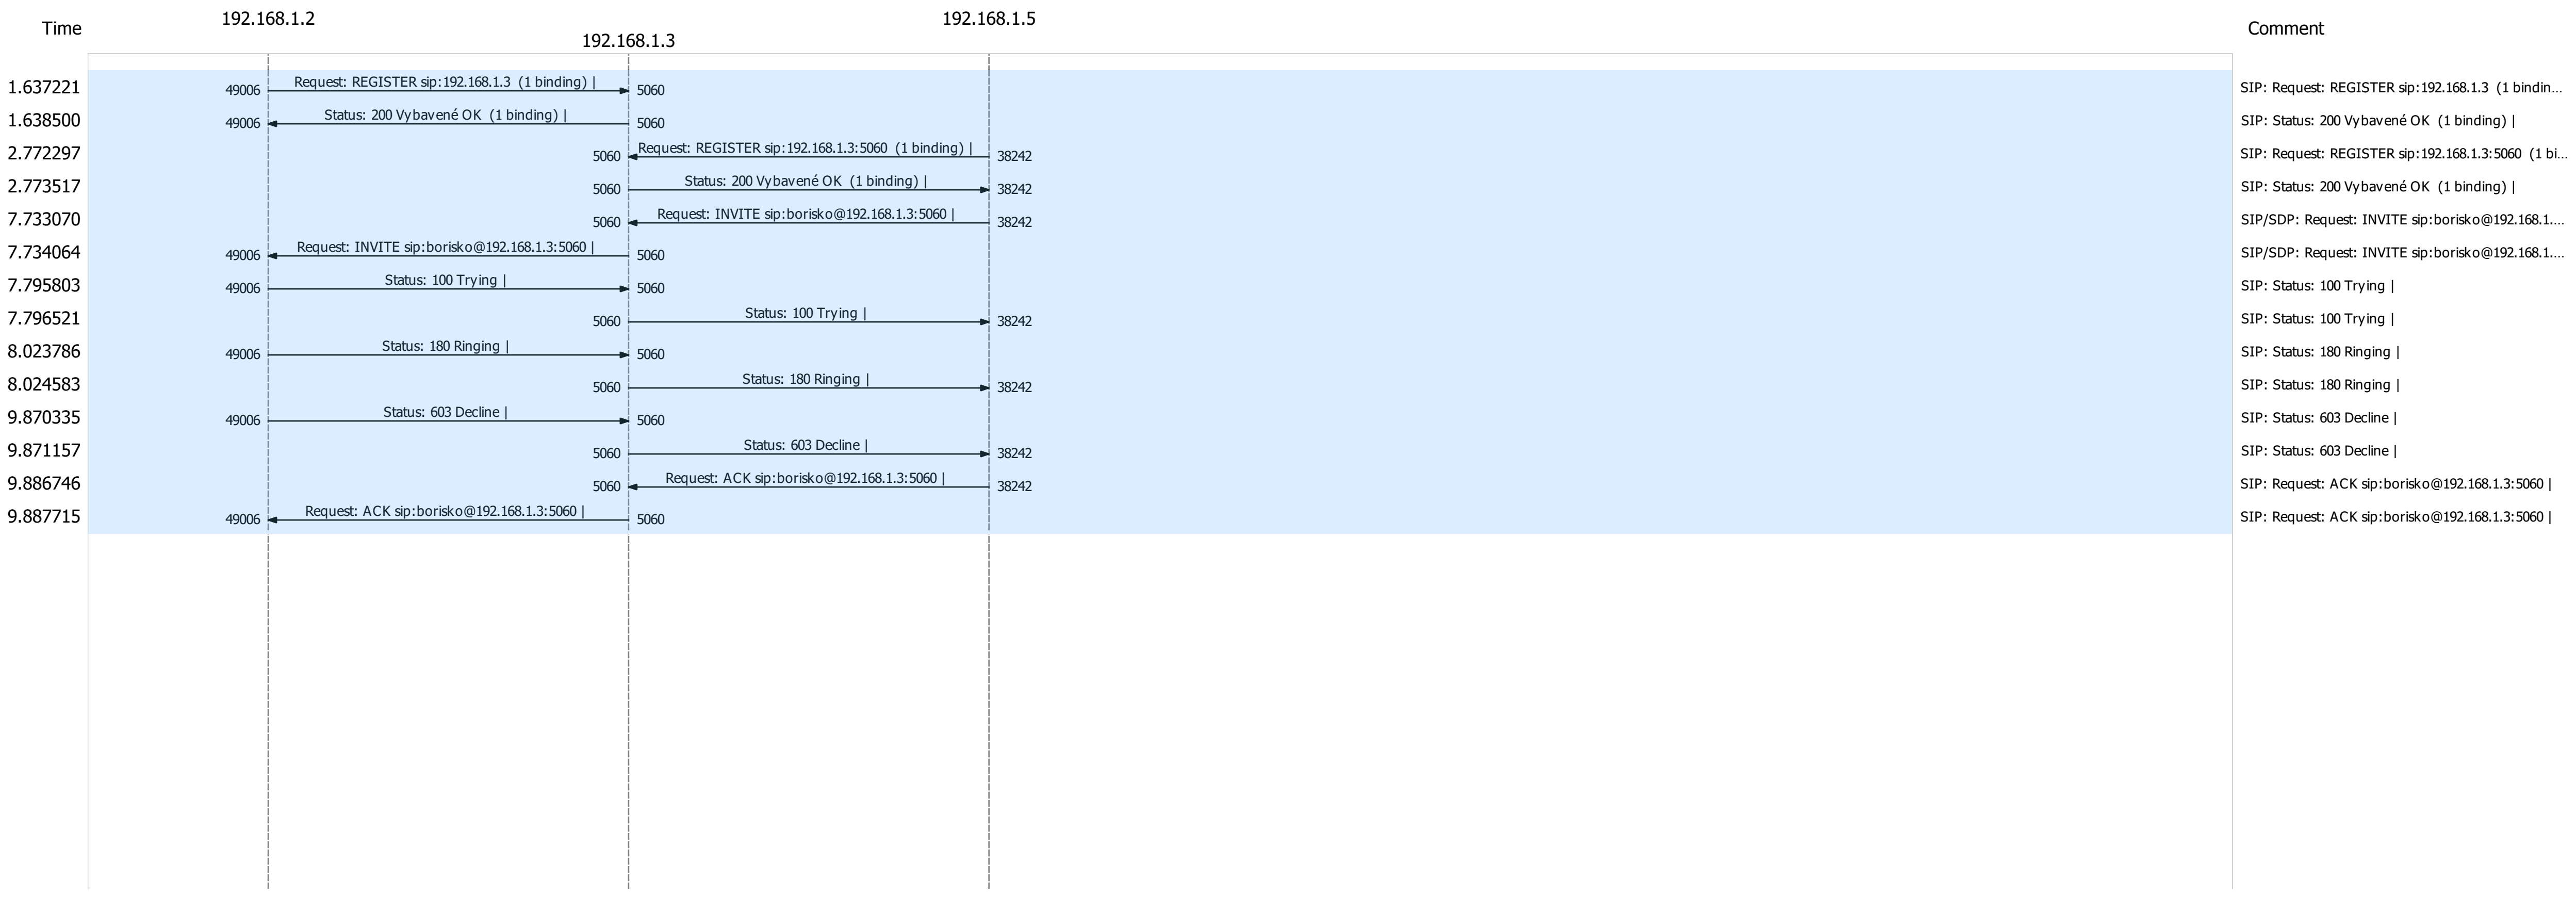 192.168.1.2 192.168.1.5
Time 192.168.1.3 Comment
1.637221 49006 Request: REGISTER sip:192.168.1.3 (1 binding) | 5060 SIP: Request: REGISTER sip:192.168.1.3 (1 bindin...
1.638500 49006 Status: 200 Vybavené OK (1 binding) | 5060 SIP: Status: 200 Vybavené OK (1 binding) |
2.772297 5060 Request: REGISTER sip:192.168.1.3:5060 (1 binding) | 38242 SIP: Request: REGISTER sip:192.168.1.3:5060 (1 bi...
2.773517 5060 Status: 200 Vybavené OK (1 binding) | 38242 SIP: Status: 200 Vybavené OK (1 binding) |
7.733070 5060 Request: INVITE sip:borisko@192.168.1.3:5060 | 38242 SIP/SDP: Request: INVITE sip:borisko@192.168.1....
7.734064 49006 Request: INVITE sip:borisko@192.168.1.3:5060 | 5060 SIP/SDP: Request: INVITE sip:borisko@192.168.1....
7.795803 49006 Status: 100 Trying | 5060 SIP: Status: 100 Trying |
7.796521 5060 Status: 100 Trying | 38242 SIP: Status: 100 Trying |
8.023786 49006 Status: 180 Ringing | 5060 SIP: Status: 180 Ringing |
8.024583 5060 Status: 180 Ringing | 38242 SIP: Status: 180 Ringing |
9.870335 49006 Status: 603 Decline | 5060 SIP: Status: 603 Decline |
9.871157 5060 Status: 603 Decline | 38242 SIP: Status: 603 Decline |
9.886746 5060 Request: ACK sip:borisko@192.168.1.3:5060 | 38242 SIP: Request: ACK sip:borisko@192.168.1.3:5060 |
9.887715 49006 Request: ACK sip:borisko@192.168.1.3:5060 | 5060 SIP: Request: ACK sip:borisko@192.168.1.3:5060 |